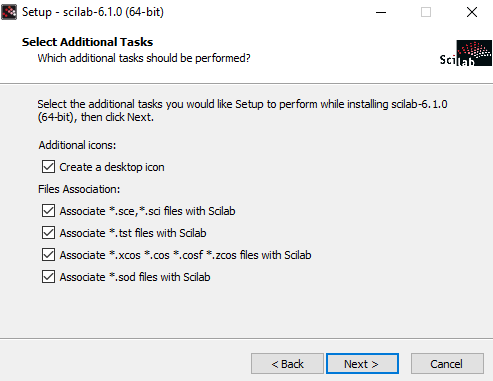 Setup - scilab-6.1.0 (64-bit)
Select Additional Tasks
Which additional tasks should be performed?
Scilab
Select the additional tasks you would like Setup to perform while installing scilab-6.1.0
(64-bit), then click Next.
Additional icons:
Create a desktop icon
Files Association:
Associate *.sce,*.sci files with Scilab
Associate *.tst files with Scilab
Associate *.xcos *.cos *.cosf *.zcos files with Scilab
Associate *.sod files with Scilab
< Back
Next >
Cancel